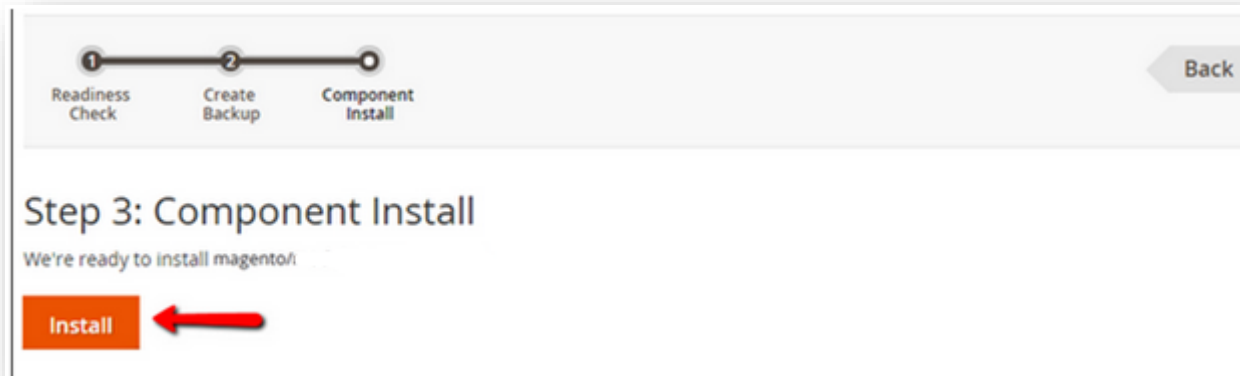 1
2
Readiness
Check
Create
Backup
Component
Install
Back
Step 3: Component Install
We're ready to install magento/
Install